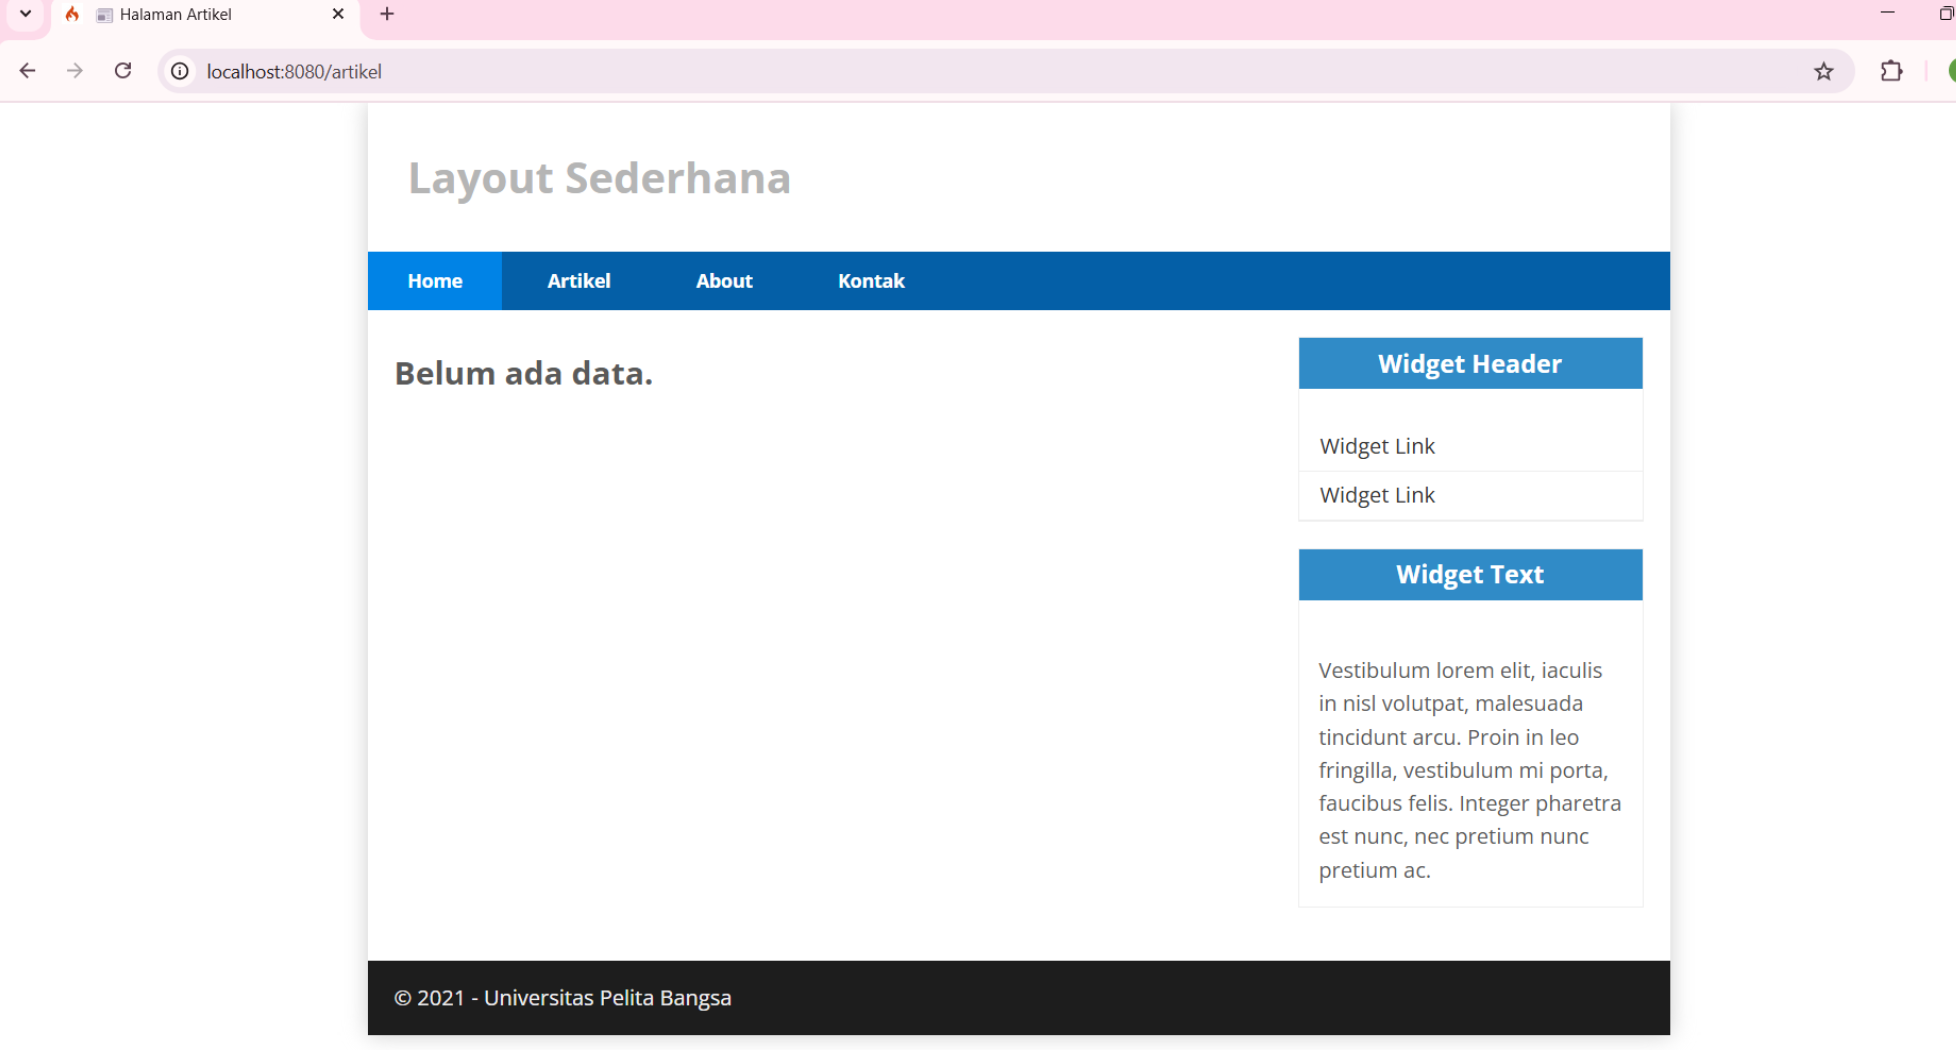 Halaman Artikel
localhost:8080/artikel
Layout Sederhana
Home
Artikel
About
Kontak
Belum ada data.
Widget Header
Widget Link
Widget Link
Widget Text
Vestibulum lorem elit, iaculis
in nisl volutpat, malesuada
tincidunt arcu. Proin in leo
fringilla, vestibulum mi porta,
faucibus felis. Integer pharetra
est nunc, nec pretium nunc
pretium ac.
© 2021 - Universitas Pelita Bangsa